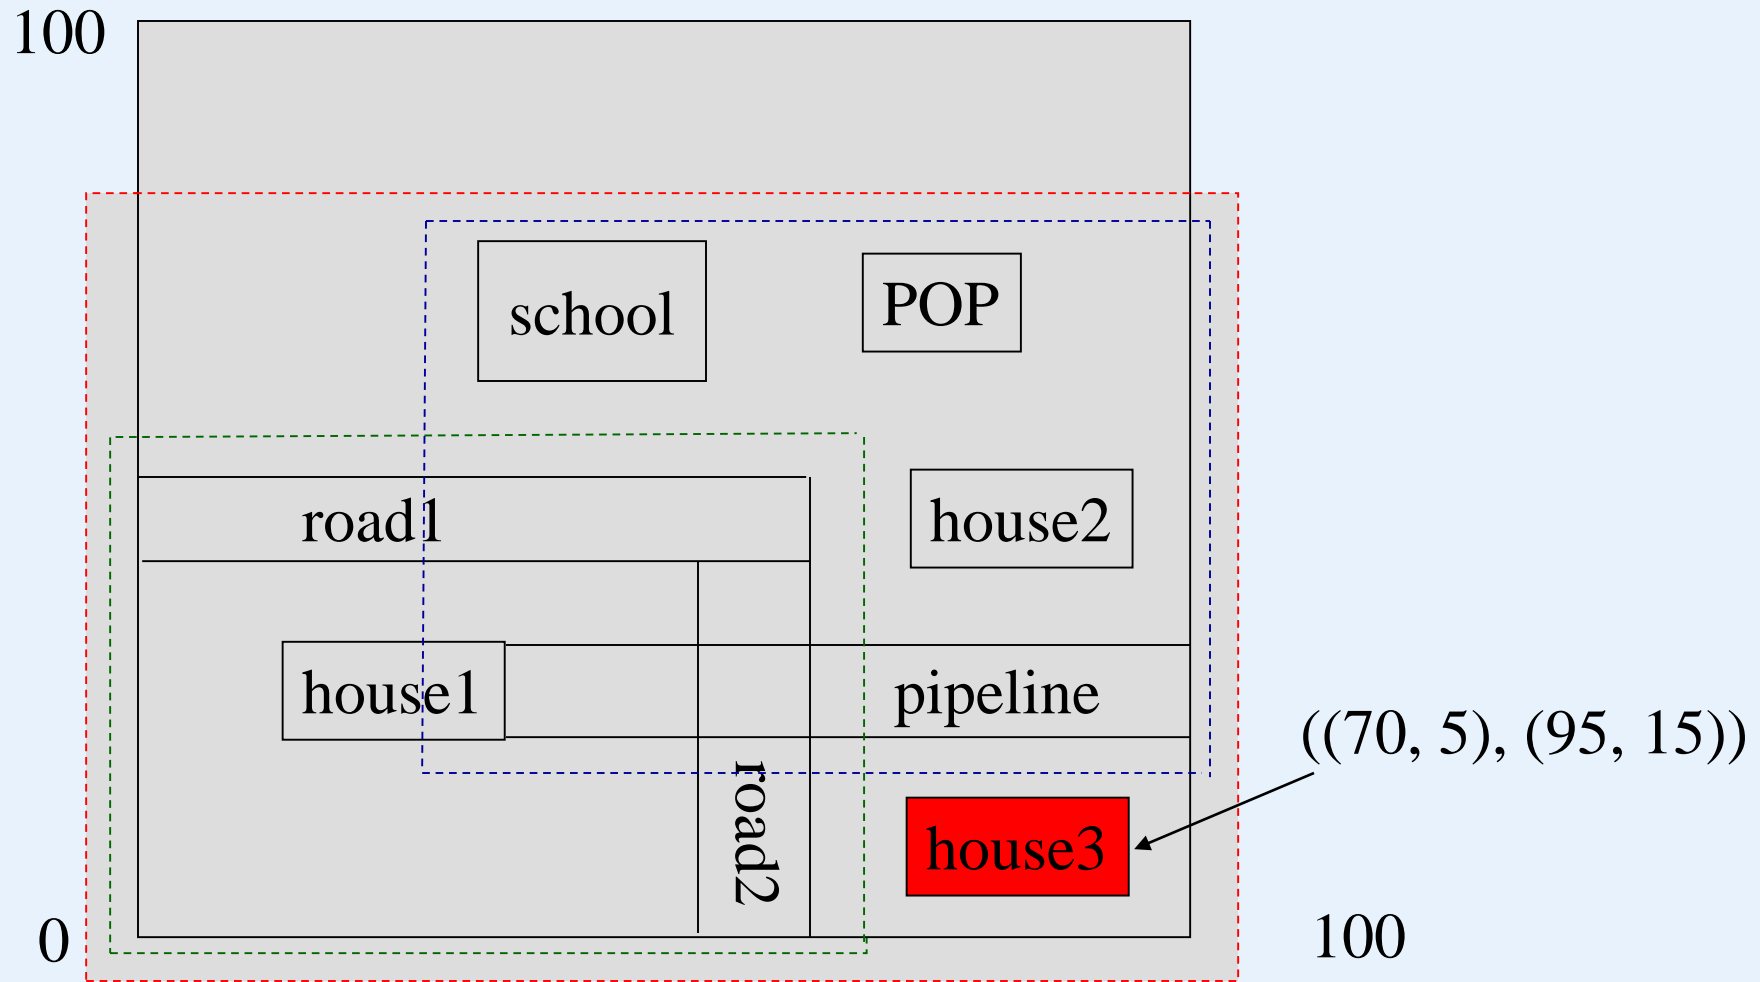 100
school
POP
road1
house2
house1
pipeline
((70, 5), (95, 15))
road2
house3
0
100